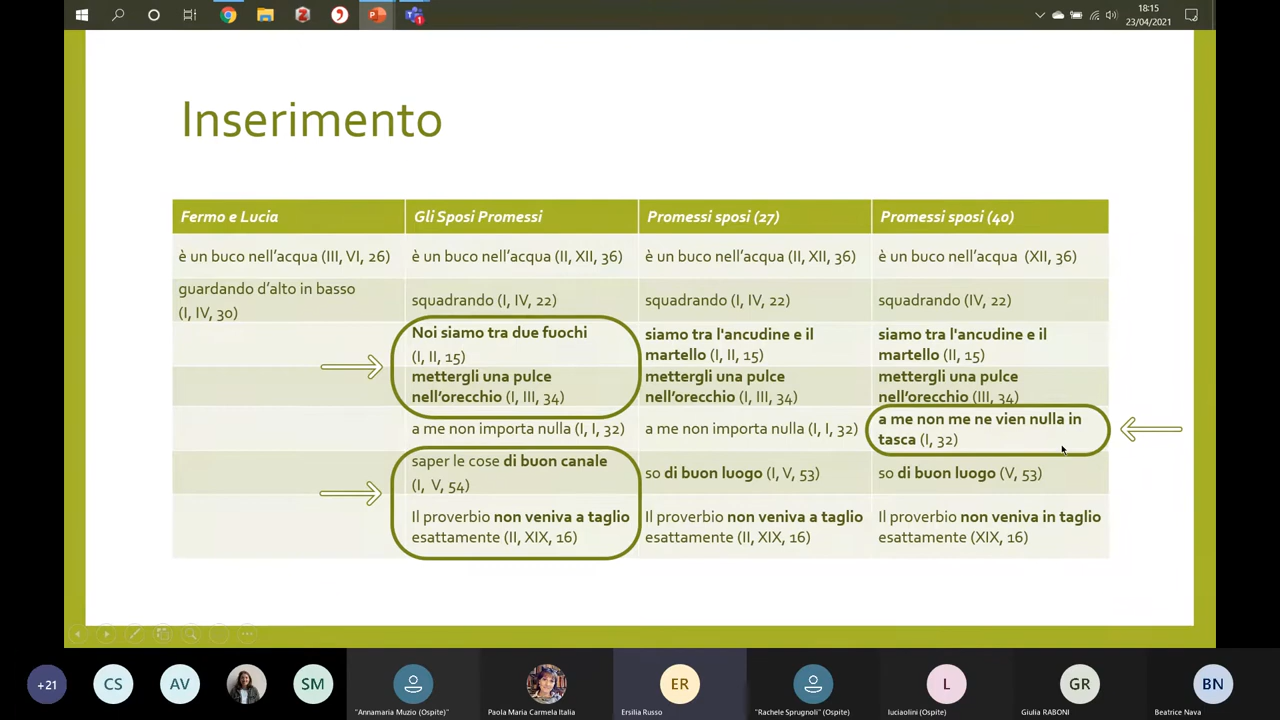 18:15
23/04/2021
Inserimento
Fermo e Lucia
Gli Sposi Promessi
Promessi sposi (27)
Promessi sposi (40)
è un buco nell'acqua (III, VI, 26)
è un buco nell'acqua (II, XII, 36)
è un buco nell'acqua (II, XII, 36)
è un buco nell'acqua (XII, 36)
guardando d'alto in basso
(I, IV, 30)
squadrando (I, IV, 22)
squadrando (I, IV, 22)
squadrando (IV, 22)
Noi siamo tra due fuochi
(I, II, 15)
siamo tra l'ancudine e il
martello (I, II, 15)
siamo tra l'ancudine e il
martello (II, 15)
mettergli una pulce
nell'orecchio (I, III, 34)
mettergli una pulce
nell'orecchio (I, III, 34)
mettergli una pulce
nell'orecchio (III, 34)
a me non importa nulla (I, I, 32)
a me non importa nulla (I, I, 32)
a me non me ne vien nulla in
tasca (I, 32)
saper le cose di buon canale
(I, V, 54)
so di buon luogo (I, V, 53)
so di buon luogo (V, 53)
Il proverbio non veniva a taglio
esattamente (II, XIX, 16)
Il proverbio non veniva a taglio
esattamente (II, XIX, 16)
Il proverbio non veniva in taglio
esattamente (XIX, 16)
+21
CS
AV
SM
ER
L
GR
BN
"Annamaria Muzio (Ospite)"
Paola Maria Carmela Italia
Ersilia Russo
"Rachele Sprugnoli" (Ospite)
luciaolini (Ospite)
Giulia RABONI
Beatrice Nava